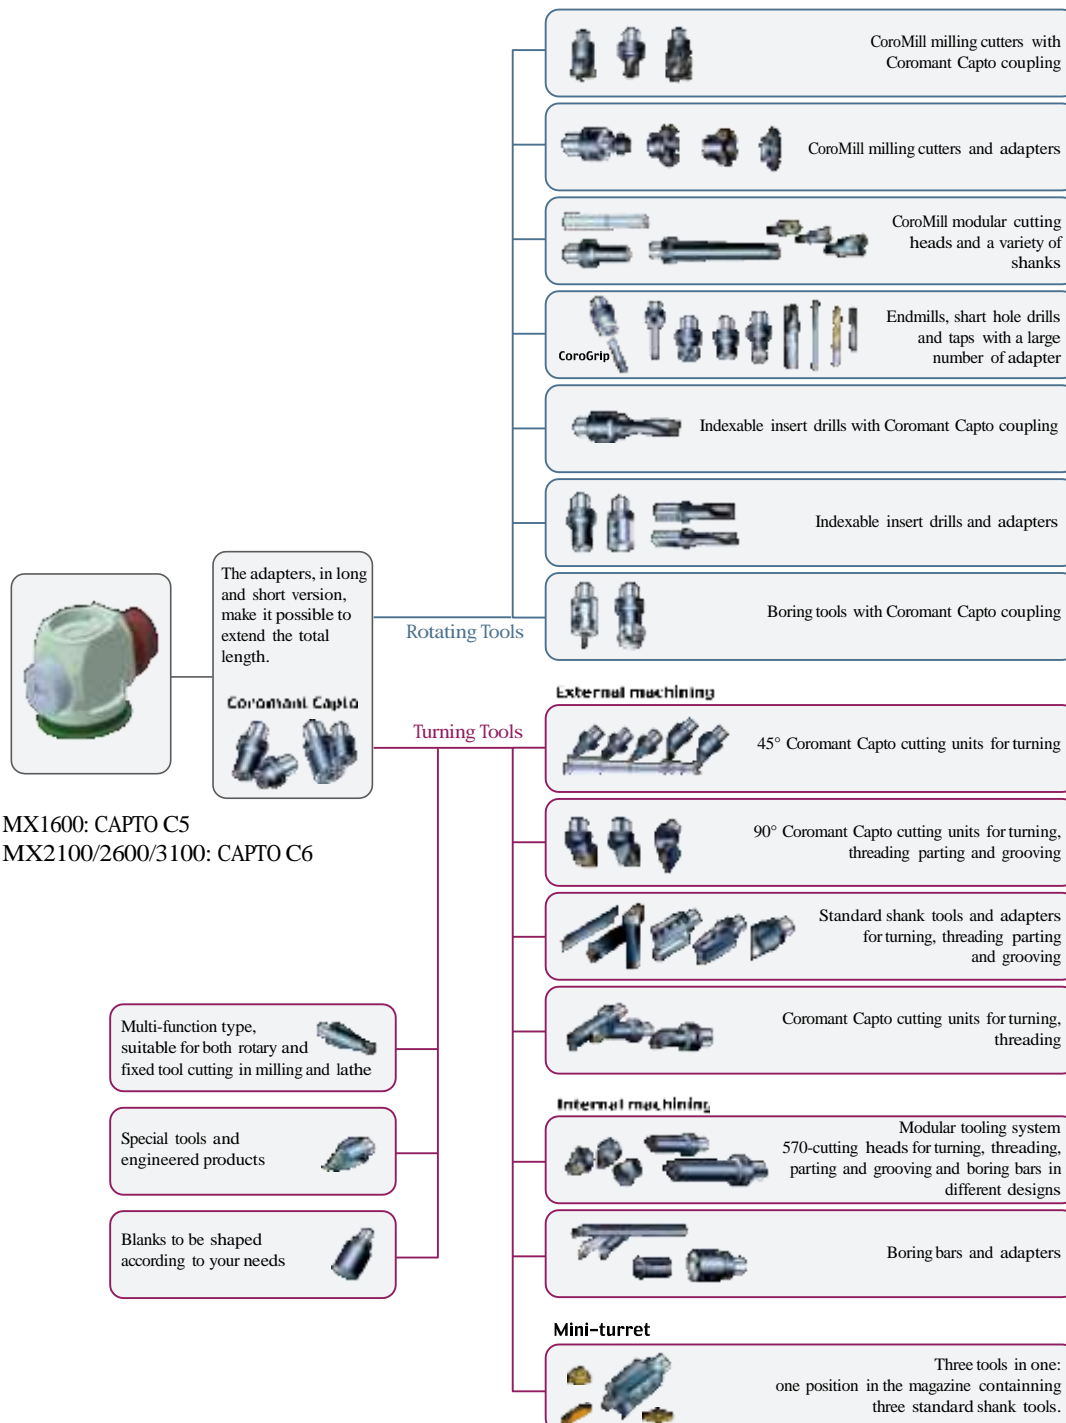 CoroMill milling cutters with
Coromant Capto coupling
CoroMill milling cutters and adapters
CoroMill modular cutting
heads and a variety of
shanks
Endmills, shart hole drills
and taps with a large
number of adapter
CoroGrip
Indexable insert drills with Coromant Capto coupling
Indexable insert drills and adapters
Boring tools with Coromant Capto coupling
The adapters, in long
and short version,
make it possible to
extend the total
length.
Coromant Capto
Rotating Tools
Turning Tools
MX1600: CAPTO C5
MX2100/2600/3100: CAPTO C6
External machining
45° Coromant Capto cutting units for turning
90° Coromant Capto cutting units for turning,
threading parting and grooving
Standard shank tools and adapters
for turning, threading parting
and grooving
Coromant Capto cutting units for turning,
threading
Multi-function type,
suitable for both rotary and
fixed tool cutting in milling and lathe
Special tools and
engineered products
Blanks to be shaped
according to your needs
Internal machining
Modular tooling system
570-cutting heads for turning, threading,
parting and grooving and boring bars in
different designs
Boring bars and adapters
Mini-turret
Three tools in one:
one position in the magazine containning
three standard shank tools.